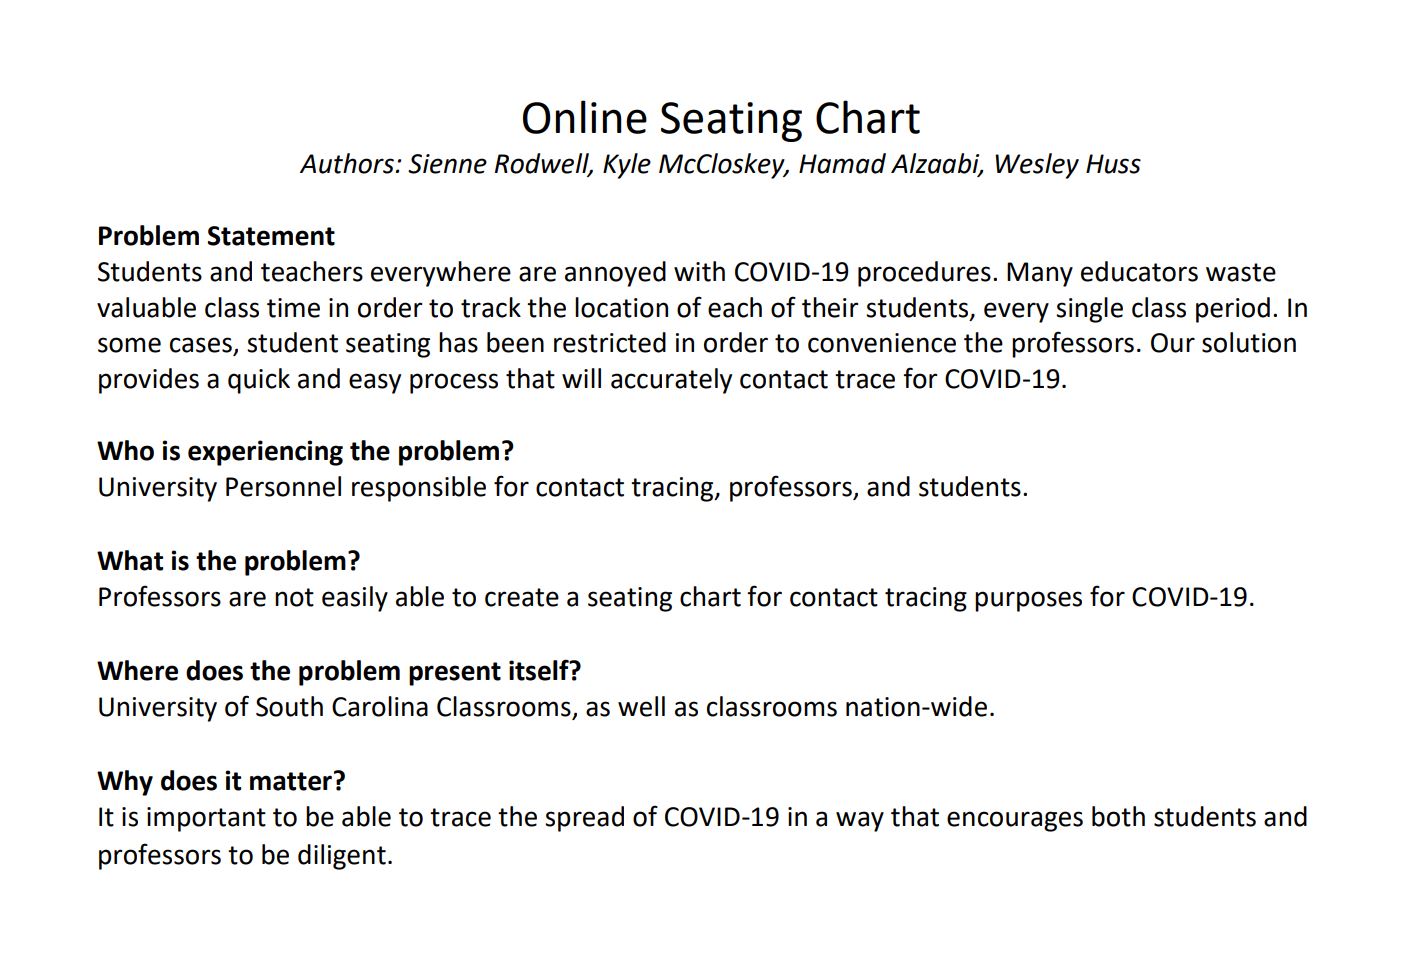 Online Seating Chart
Authors: Sienne Rodwell, Kyle McCloskey, Hamad Alzaabi, Wesley Huss
Problem Statement
Students and teachers everywhere are annoyed with COVID-19 procedures. Many educators waste
valuable class time in order to track the location of each of their students, every single class period. In
some cases, student seating has been restricted in order to convenience the professors. Our solution
provides a quick and easy process that will accurately contact trace for COVID-19.
Who is experiencing the problem?
University Personnel responsible for contact tracing, professors, and students.
What is the problem?
Professors are not easily able to create a seating chart for contact tracing purposes for COVID-19.
Where does the problem present itself?
University of South Carolina Classrooms, as well as classrooms nation-wide.
Why does it matter?
It is important to be able to trace the spread of COVID-19 in a way that encourages both students and
professors to be diligent.